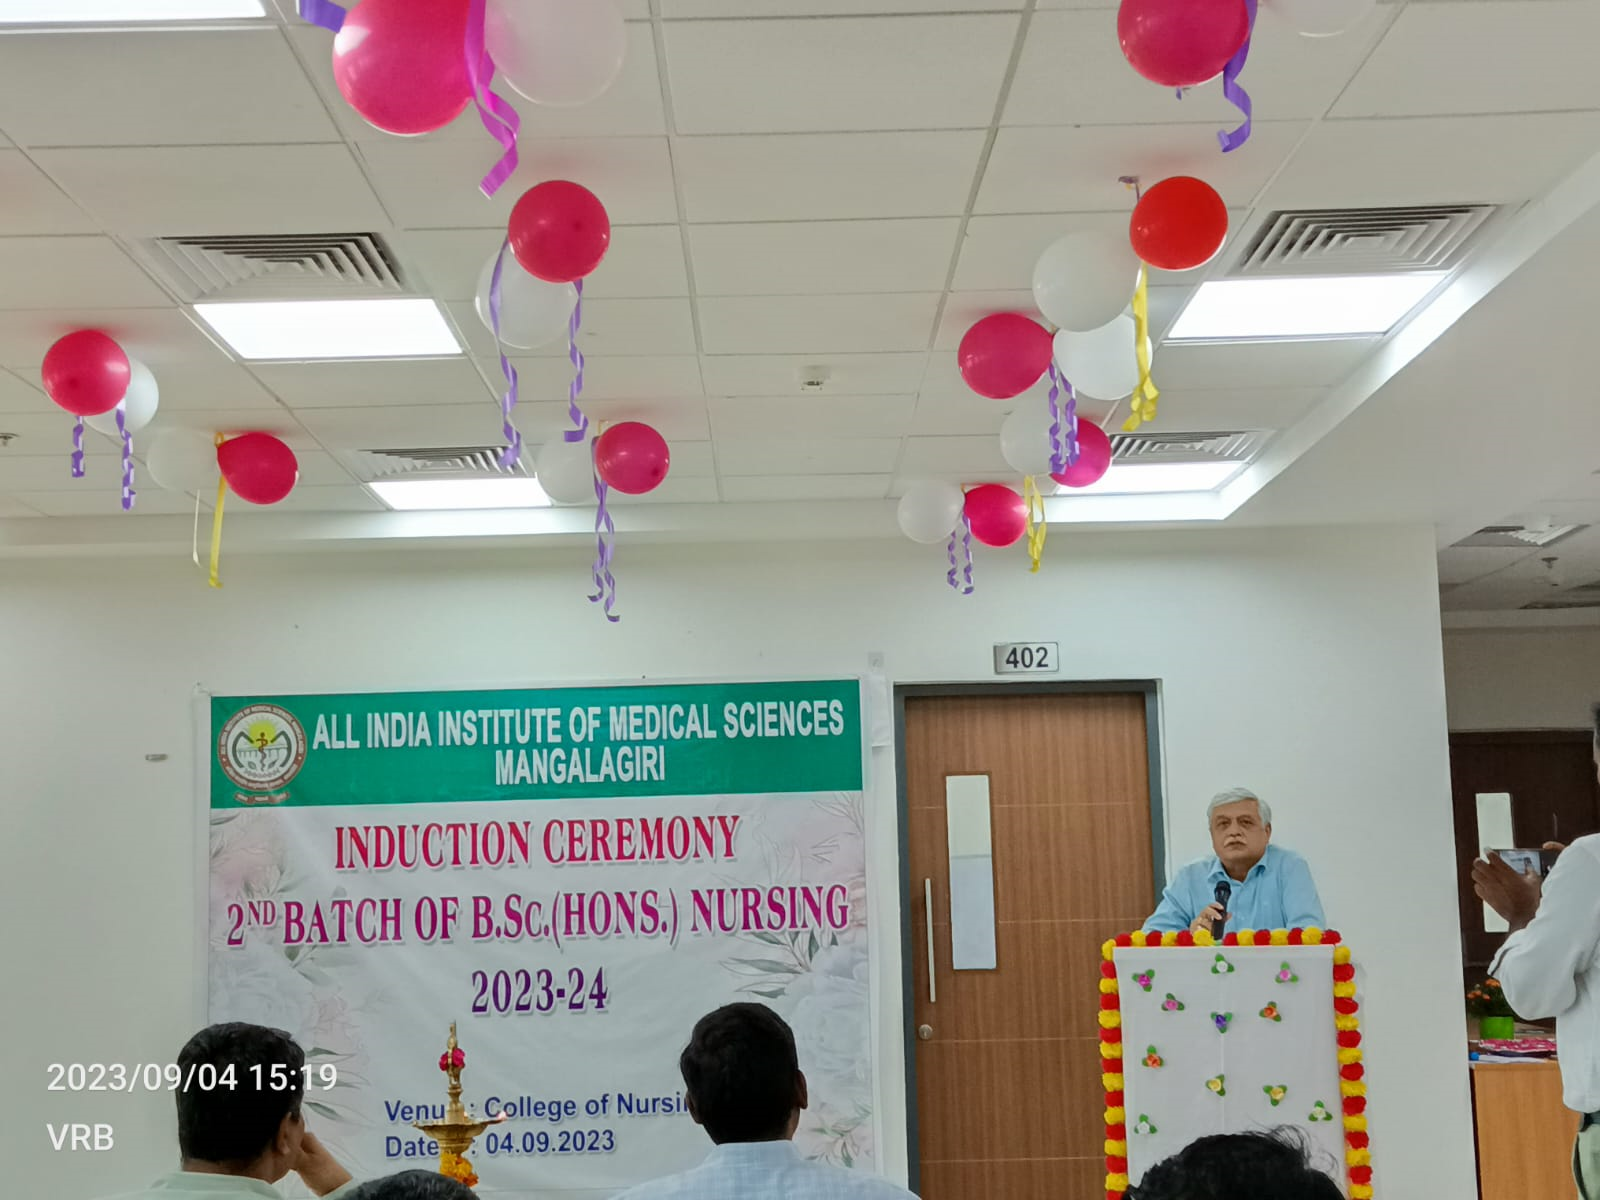 402
ALL INDIA INSTITUTE OF MEDICAL SCIENCES
MANGALAGIRI
INDUCTION CEREMONY
2ND BATCH OF B.SC.(HONS.) NURSING
2023-24
: College of
: 04.09.2023
2023/09/04 15:19
VRB